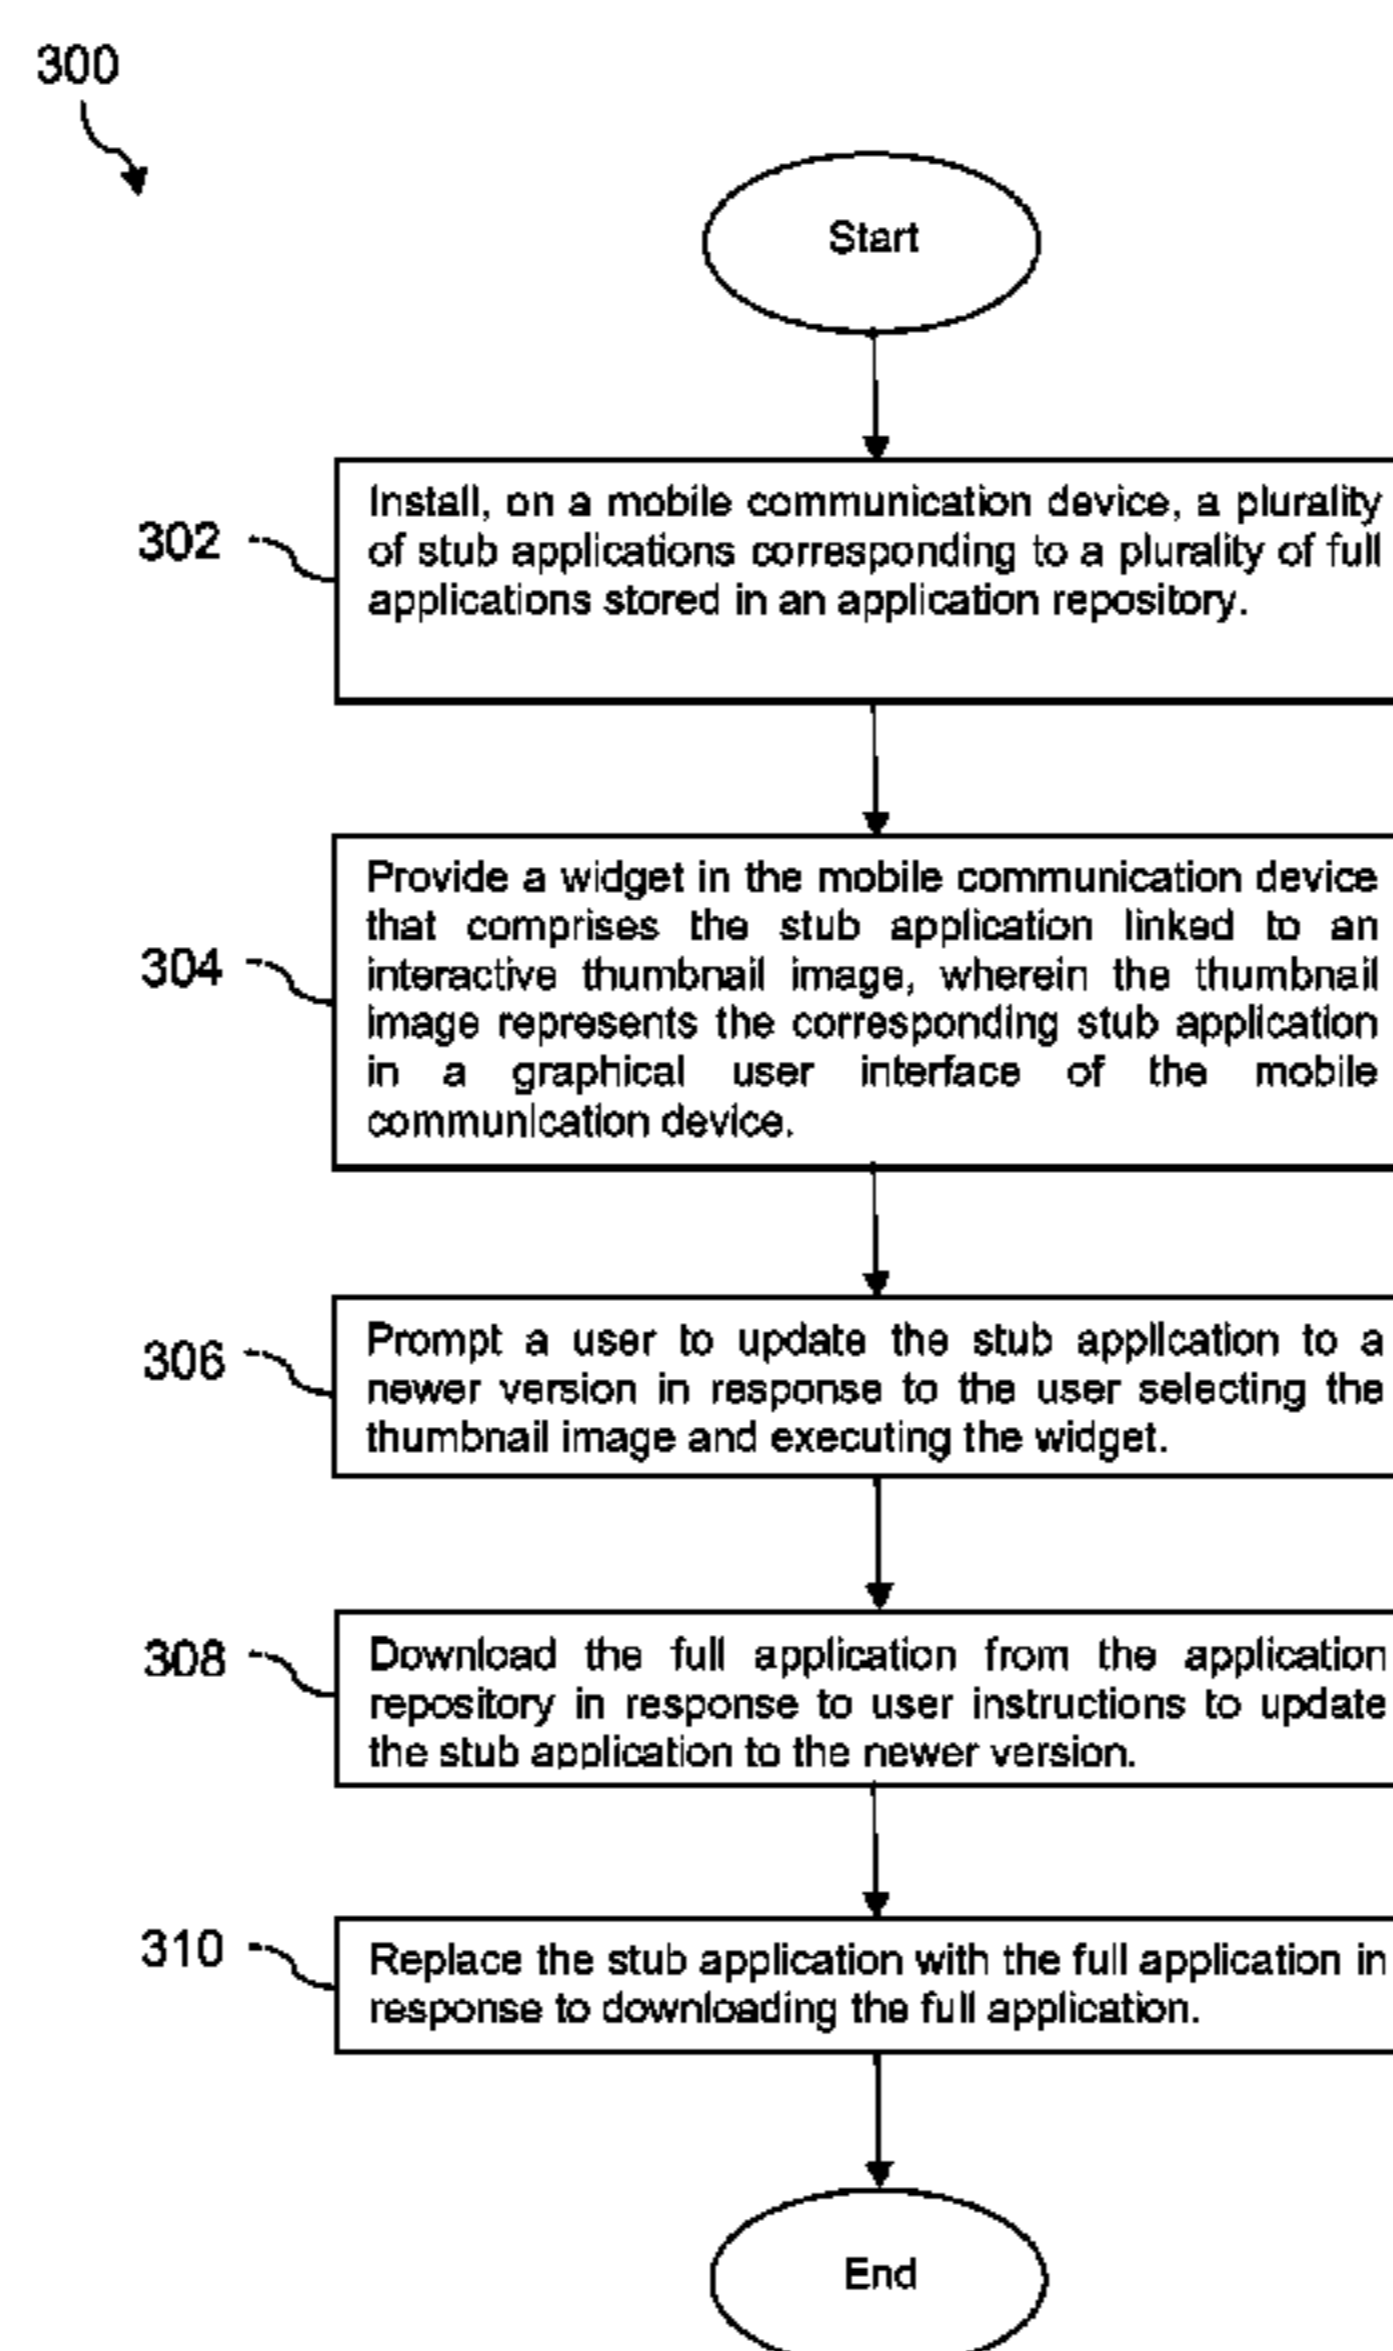 300
Start
302
Install, on a mobile communication device, a plurality
of stub applications corresponding to a plurality of full
applications stored in an application repository.
304
Provide a widget in the mobile communication device
that comprises the stub application linked to an
interactive thumbnail image, wherein the thumbnail
image represents the corresponding stub application
in a graphical user interface of the mobile
communication device.
306
Prompt a user to update the stub application to a
newer version in response to the user selecting the
thumbnail image and executing the widget.
308
Download the full application from the application
repository in response to user instructions to update
the stub application to the newer version.
310
Replace the stub application with the full application in
response to downloading the full application.
End